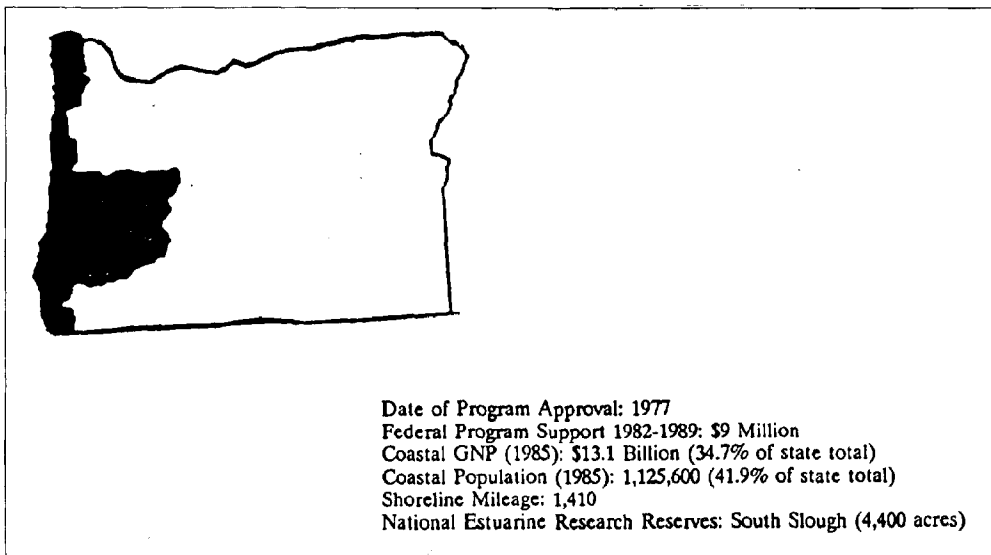 Date of Program Approval: 1977
Federal Program Support 1982-1989: $9 Million
Coastal GNP (1985): $13.1 Billion (34.7% of state total)
Coastal Population (1985): 1,125,600 (41.9% of state total)
Shoreline Mileage: 1,410
National Estuarine Research Reserves: South Slough (4,400 acres)